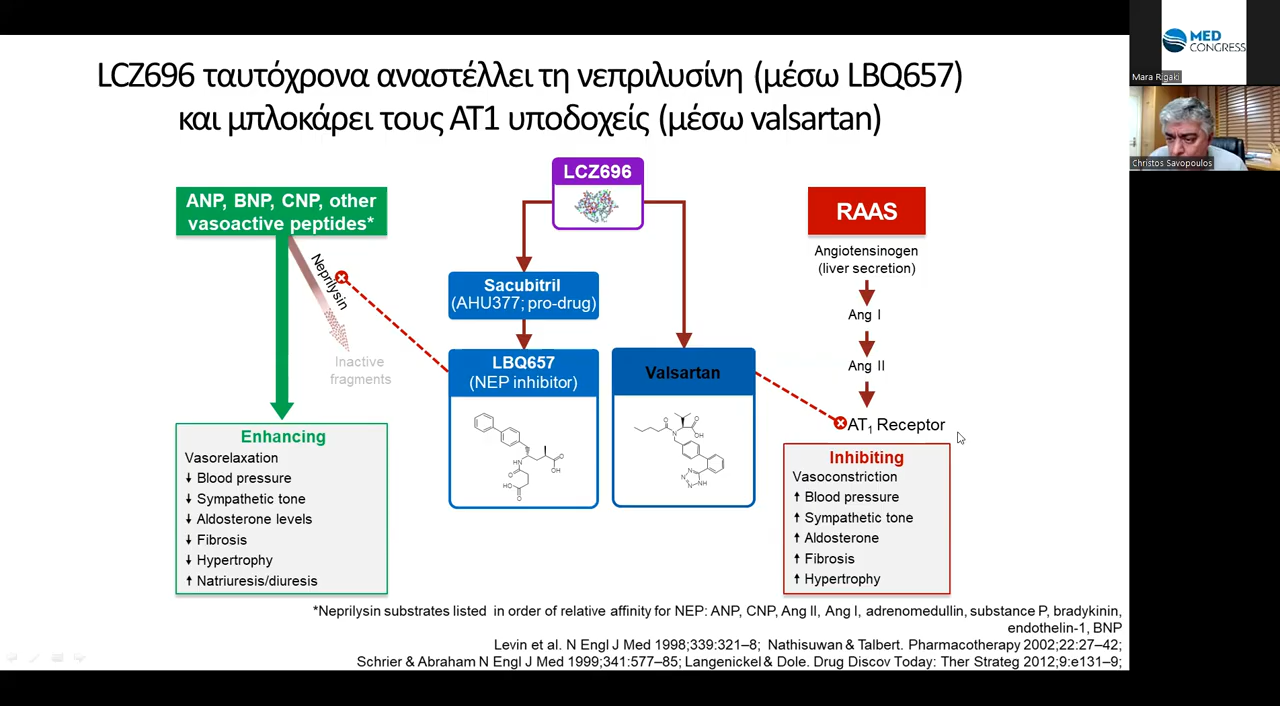 LCZ696 ταυτόχρονα αναστέλλει τη νεπριλυσίνη (μέσω LBQ657)
και μπλοκάρει τους AT1 υποδοχείς (μέσω valsartan)
MED
CONGRESS
Mara Rigaki
Christos Savopoulos
LCZ696
ANP, BNP, CNP, other
vasoactive peptides*
Neprilysin
Inactive
fragments
Enhancing
Vasorelaxation
↓ Blood pressure
↓ Sympathetic tone
↓ Aldosterone levels
↓ Fibrosis
↓ Hypertrophy
↑ Natriuresis/diuresis
Sacubitril
(AHU377; pro-drug)
LBQ657
(NEP inhibitor)
Valsartan
RAAS
Angiotensinogen
(liver secretion)
Ang I
Ang II
AT1 Receptor
Inhibiting
Vasoconstriction
↑ Blood pressure
↑ Sympathetic tone
↑ Aldosterone
↑ Fibrosis
↑ Hypertrophy
*Neprilysin substrates listed in order of relative affinity for NEP: ANP, CNP, Ang II, Ang I, adrenomedullin, substance P, bradykinin,
endothelin-1, BNP
Levin et al. N Engl J Med 1998;339:321–8; Nathisuwan & Talbert. Pharmacotherapy 2002;22:27–42;
Schrier & Abraham N Engl J Med 1999;341:577–85; Langenickel & Dole. Drug Discov Today: Ther Strateg 2012;9:e131–9;